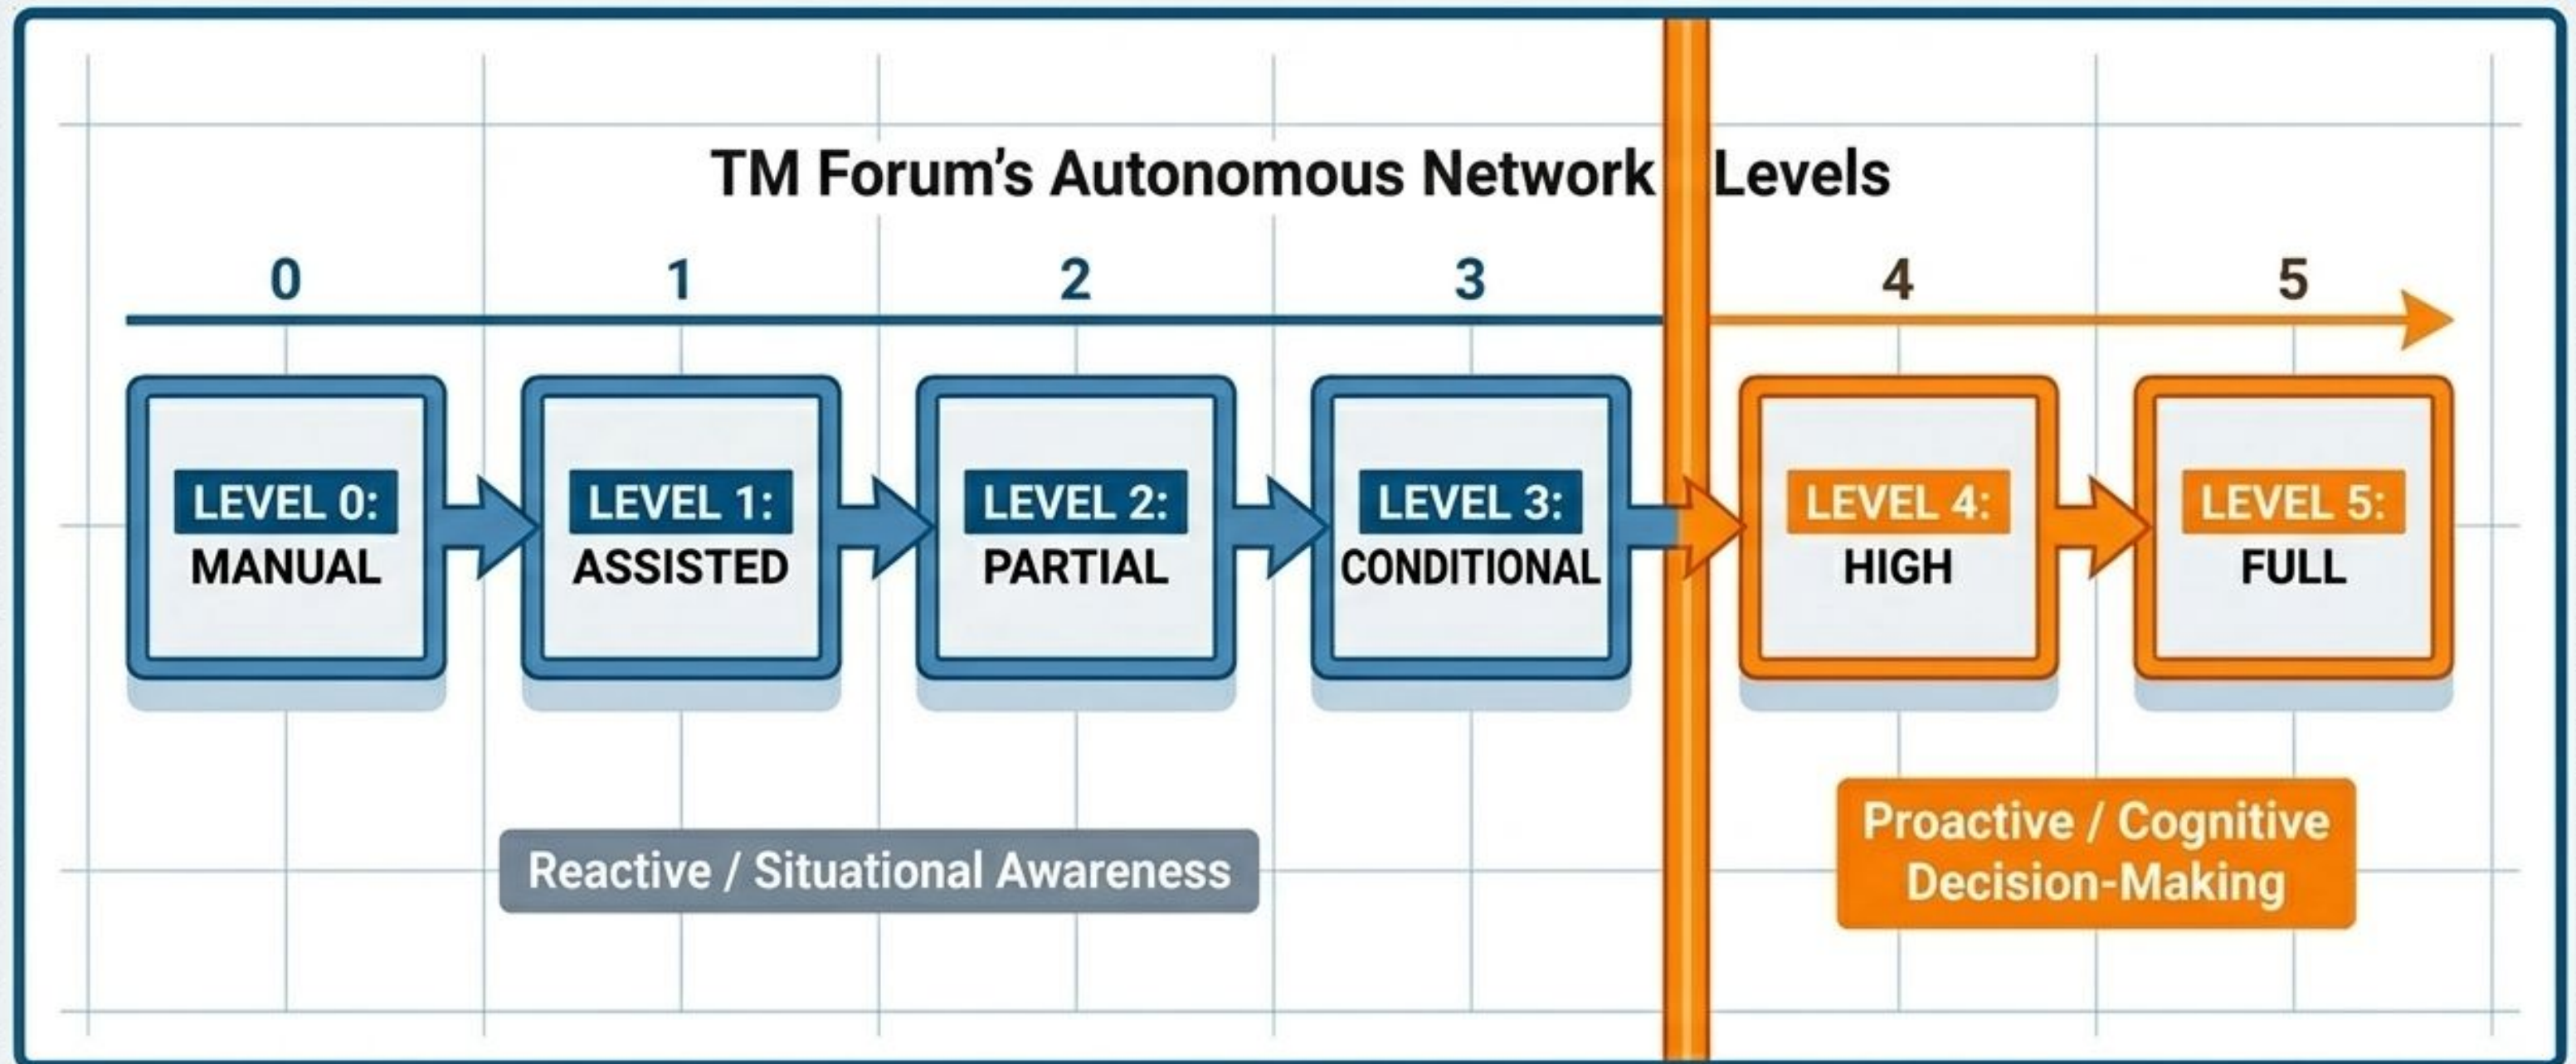 TM Forum’s Autonomous Network Levels
0 1 2 3 4 5
LEVEL 0:
MANUAL
LEVEL 1:
ASSISTED
LEVEL 2:
PARTIAL
LEVEL 3:
CONDITIONAL
LEVEL 4:
HIGH
LEVEL 5:
FULL
Reactive / Situational Awareness
Proactive / Cognitive
Decision-Making